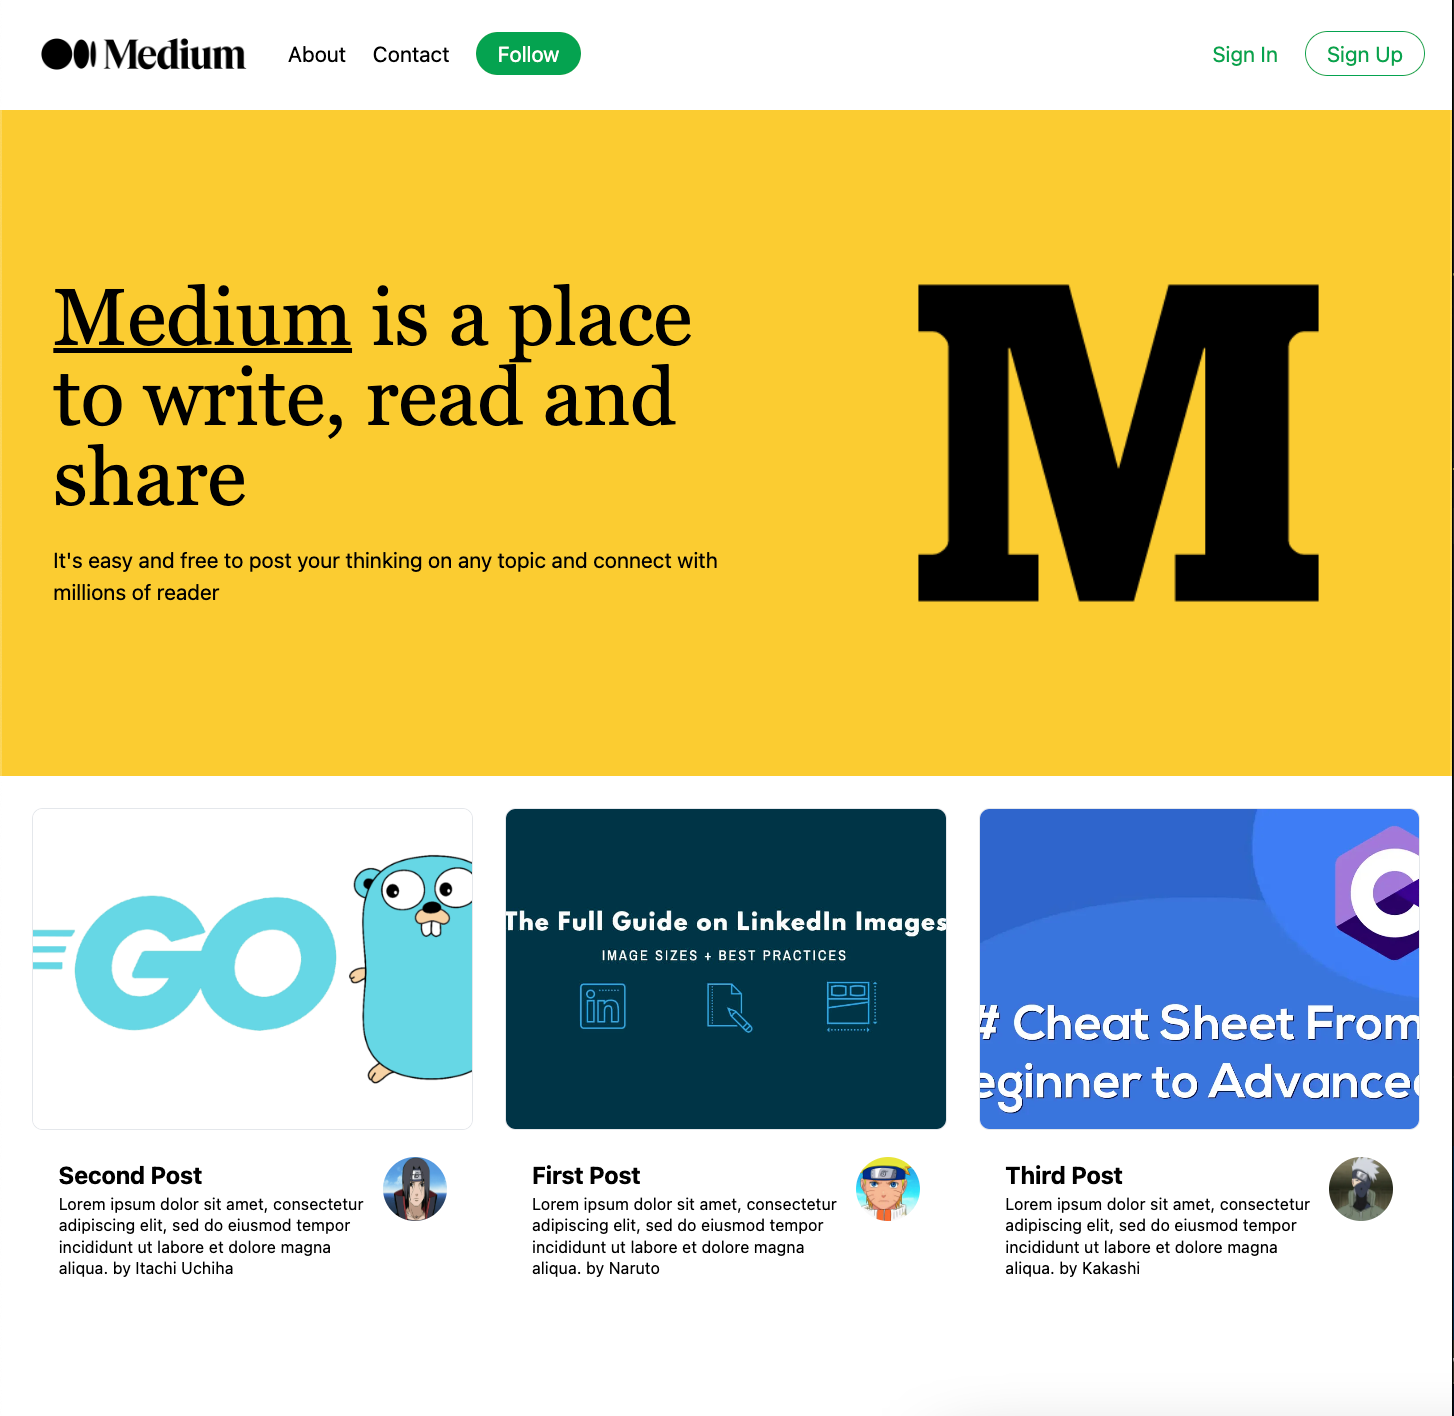 Medium
About
Contact
Follow
Sign In
Sign Up
Medium is a place
to write, read and
share
It's easy and free to post your thinking on any topic and connect with
millions of reader
M
GO
The Full Guide on LinkedIn Images
IMAGE SIZES + BEST PRACTICES
in
C
# Cheat Sheet From
eginner to Advanced
Second Post
Lorem ipsum dolor sit amet, consectetur
adipiscing elit, sed do eiusmod tempor
incididunt ut labore et dolore magna
aliqua. by Itachi Uchiha
First Post
Lorem ipsum dolor sit amet, consectetur
adipiscing elit, sed do eiusmod tempor
incididunt ut labore et dolore magna
aliqua. by Naruto
Third Post
Lorem ipsum dolor sit amet, consectetur
adipiscing elit, sed do eiusmod tempor
incididunt ut labore et dolore magna
aliqua. by Kakashi